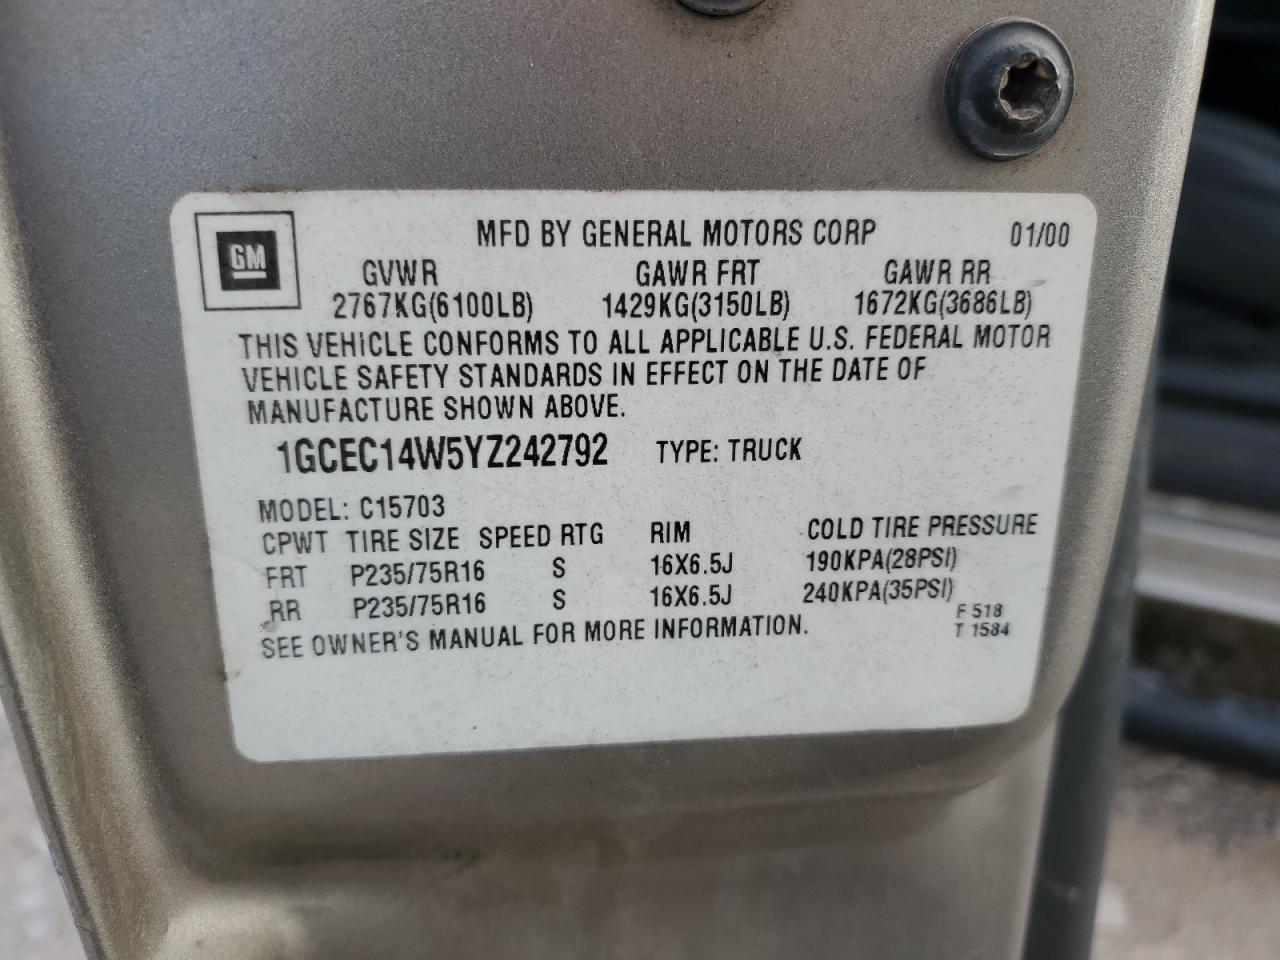 GM
MFD BY GENERAL MOTORS CORP 01/00
GVWR GAWR FRT GAWR RR
2767KG(6100LB) 1429KG(3150LB) 1672KG(3686LB)
THIS VEHICLE CONFORMS TO ALL APPLICABLE U.S. FEDERAL MOTOR
VEHICLE SAFETY STANDARDS IN EFFECT ON THE DATE OF
MANUFACTURE SHOWN ABOVE.
1GCEC14W5YZ242792 TYPE: TRUCK
MODEL: C15703
CPWT TIRE SIZE SPEED RTG RIM COLD TIRE PRESSURE
FRT P235/75R16 S 16X6.5J 190KPA(28PSI)
RR P235/75R16 S 16X6.5J 240KPA(35PSI)
SEE OWNER'S MANUAL FOR MORE INFORMATION.
F 518
T 1584